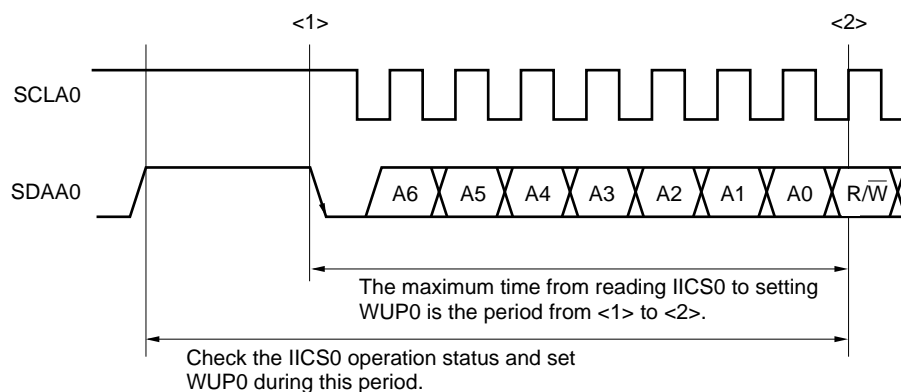 <1> <2>
SCLA0
SDAA0
A6 A5 A4 A3 A2 A1 A0 R/W̅
The maximum time from reading IICS0 to setting
WUP0 is the period from <1> to <2>.
Check the IICS0 operation status and set
WUP0 during this period.